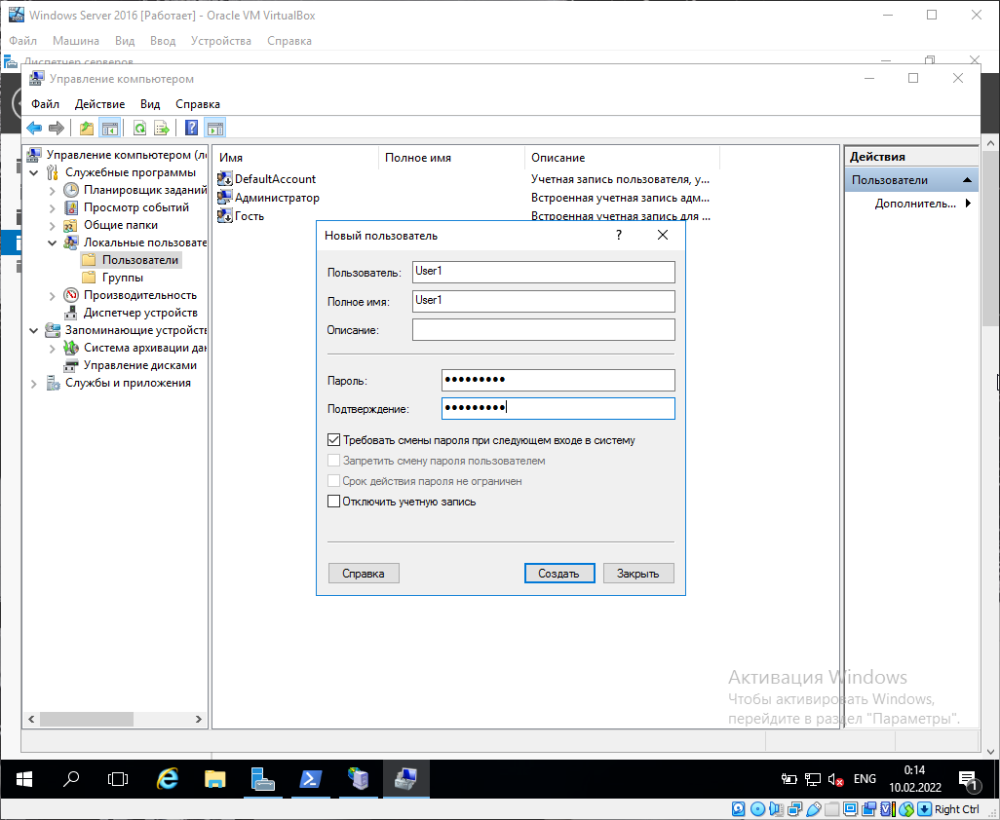 Windows Server 2016 [Работает] - Oracle VM VirtualBox
Файл Машина Вид Ввод Устройства Справка
Диспетчер серверов
Управление компьютером
Файл Действие Вид Справка
Управление компьютером (ло
Служебные программы
Планировщик заданий
Просмотр событий
Общие папки
Локальные пользовате
Пользователи
Группы
Производительность
Диспетчер устройств
Запоминающие устройств
Система архивации дан
Управление дисками
Службы и приложения
Имя Полное имя Описание
DefaultAccount Учетная запись пользователя, у...
Администратор Встроенная учетная запись адм...
Гость Встроенная учетная запись для ...
Действия
Пользователи
Дополнитель...
Новый пользователь
?
Пользователь: User1
Полное имя: User1
Описание:
Пароль: •••••••••
Подтверждение: •••••••••
Требовать смены пароля при следующем входе в систему
Запретить смену пароля пользователем
Срок действия пароля не ограничен
Отключить учетную запись
Справка Создать Закрыть
Активация Windows
Чтобы активировать Windows,
перейдите в раздел "Параметры".
ENG
0:14
10.02.2022
1
Right Ctrl